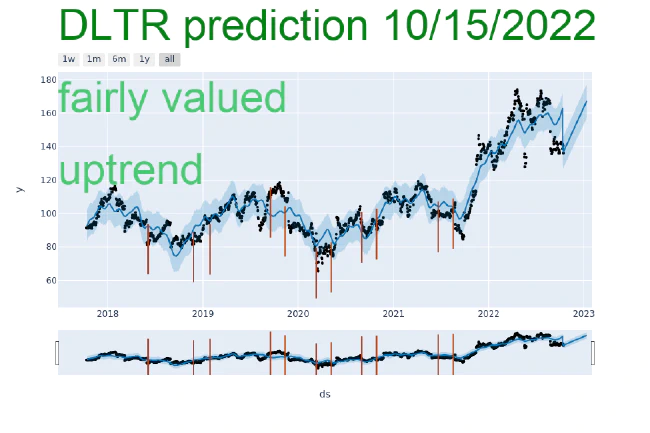 DLTR prediction 10/15/2022
1w 1m 6m 1y all
fairly valued
uptrend
180
160
140
120
100
80
60
y
2018 2019 2020 2021 2022 2023
ds